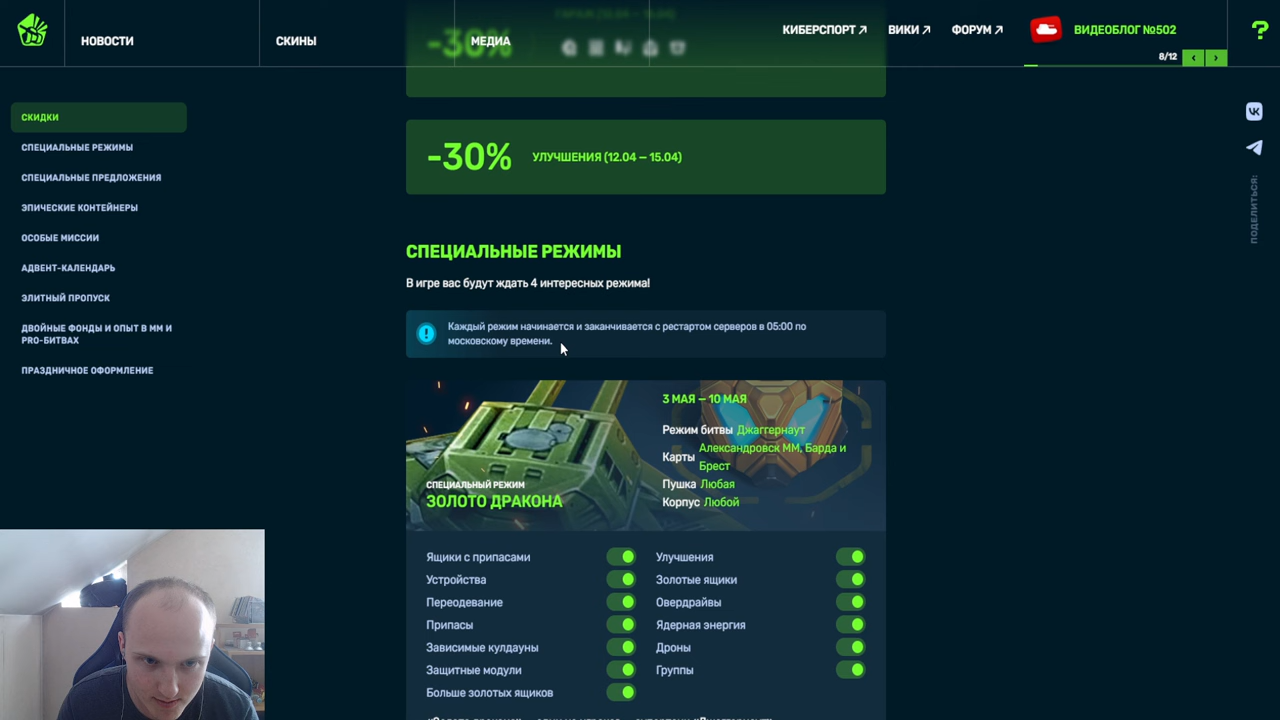 НОВОСТИ
СКИНЫ
МЕДИА
КИБЕРСПОРТ
ВИКИ
ФОРУМ
ВИДЕОБЛОГ №502
8/12
?
-30%
СКИДКИ
СПЕЦИАЛЬНЫЕ РЕЖИМЫ
СПЕЦИАЛЬНЫЕ ПРЕДЛОЖЕНИЯ
ЭПИЧЕСКИЕ КОНТЕЙНЕРЫ
ОСОБЫЕ МИССИИ
АДВЕНТ-КАЛЕНДАРЬ
ЭЛИТНЫЙ ПРОПУСК
ДВОЙНЫЕ ФОНДЫ И ОПЫТ В ММ И
PRO-БИТВАХ
ПРАЗДНИЧНОЕ ОФОРМЛЕНИЕ
ПОДЕЛИТЬСЯ:
-30% УЛУЧШЕНИЯ (12.04 — 15.04)
СПЕЦИАЛЬНЫЕ РЕЖИМЫ
В игре вас будут ждать 4 интересных режима!
Каждый режим начинается и заканчивается с рестартом серверов в 05:00 по
московскому времени.
3 МАЯ — 10 МАЯ
Режим битвы Джаггернаут
Карты Александровск ММ, Барда и
Брест
Пушка Любая
Корпус Любой
СПЕЦИАЛЬНЫЙ РЕЖИМ
ЗОЛОТО ДРАКОНА
Ящики с припасами
Улучшения
Устройства
Золотые ящики
Переодевание
Овердрайвы
Припасы
Ядерная энергия
Зависимые кулдауны
Дроны
Защитные модули
Группы
Больше золотых ящиков